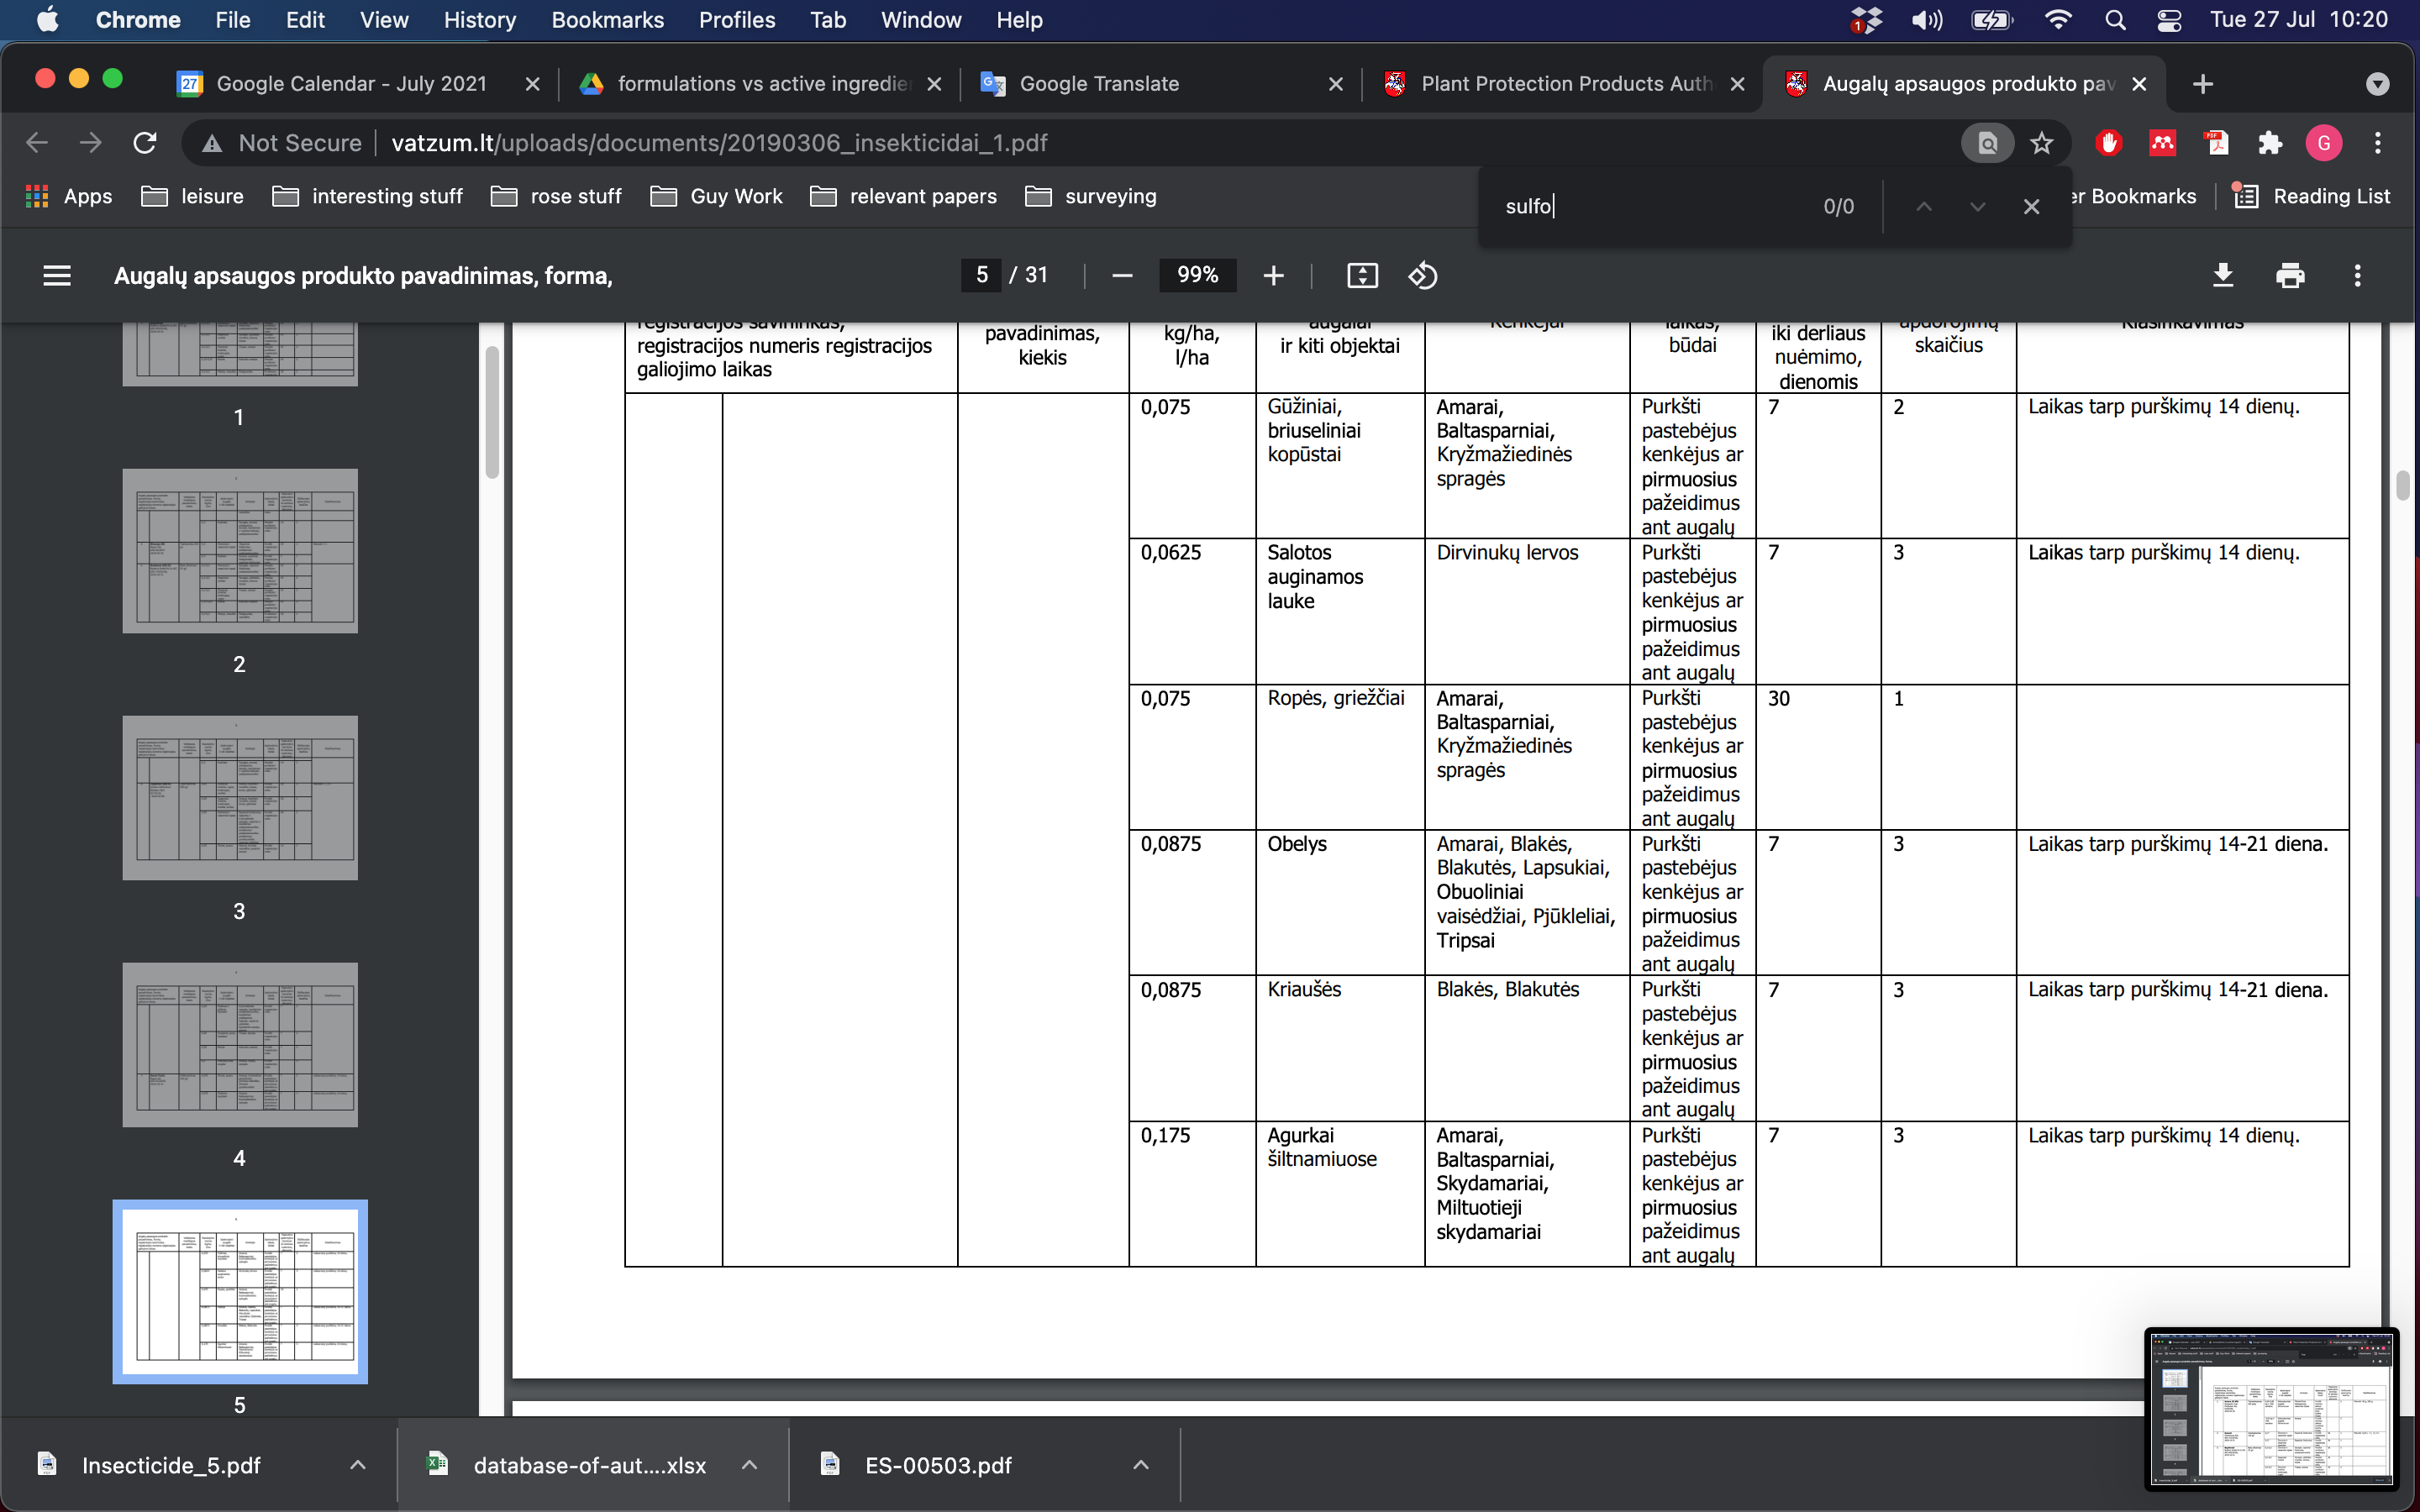 Chrome File Edit View History Bookmarks Profiles Tab Window Help
1
Tue 27 Jul 10:20
27 Google Calendar - July 2021
formulations vs active ingredie
Google Translate
Plant Protection Products Auth
Augalų apsaugos produkto pav
Not Secure
vatzum.lt/uploads/documents/20190306_insekticidai_1.pdf
PDF
G
Apps
leisure
interesting stuff
rose stuff
Guy Work
relevant papers
surveying
er Bookmarks
Reading List
sulfo
0/0
Augalų apsaugos produkto pavadinimas, forma,
5 / 31
99%
1
2
3
4
5
registracijos savininkas,
registracijos numeris registracijos
galiojimo laikas
pavadinimas,
kiekis
kg/ha,
l/ha
augalai
ir kiti objektai
Kenkėjai
laikas,
būdai
iki derliaus
nuėmimo,
dienomis
apdorojimų
skaičius
Klasifikavimas
0,075
Gūžiniai,
briuseliniai
kopūstai
Amarai,
Baltasparniai,
Kryžmažiedinės
spragės
Purkšti
pastebėjus
kenkėjus ar
pirmuosius
pažeidimus
ant augalų
7
2
Laikas tarp purškimų 14 dienų.
0,0625
Salotos
auginamos
lauke
Dirvinukų lervos
Purkšti
pastebėjus
kenkėjus ar
pirmuosius
pažeidimus
ant augalų
7
3
Laikas tarp purškimų 14 dienų.
0,075
Ropės, griežčiai
Amarai,
Baltasparniai,
Kryžmažiedinės
spragės
Purkšti
pastebėjus
kenkėjus ar
pirmuosius
pažeidimus
ant augalų
30
1
0,0875
Obelys
Amarai, Blakės,
Blakutės, Lapsukiai,
Obuoliniai
vaisėdžiai, Pjūkleliai,
Tripsai
Purkšti
pastebėjus
kenkėjus ar
pirmuosius
pažeidimus
ant augalų
7
3
Laikas tarp purškimų 14-21 diena.
0,0875
Kriaušės
Blakės, Blakutės
Purkšti
pastebėjus
kenkėjus ar
pirmuosius
pažeidimus
ant augalų
7
3
Laikas tarp purškimų 14-21 diena.
0,175
Agurkai
šiltnamiuose
Amarai,
Baltasparniai,
Skydamariai,
Miltuotieji
skydamariai
Purkšti
pastebėjus
kenkėjus ar
pirmuosius
pažeidimus
ant augalų
7
3
Laikas tarp purškimų 14 dienų.
Insecticide_5.pdf
database-of-aut....xlsx
ES-00503.pdf